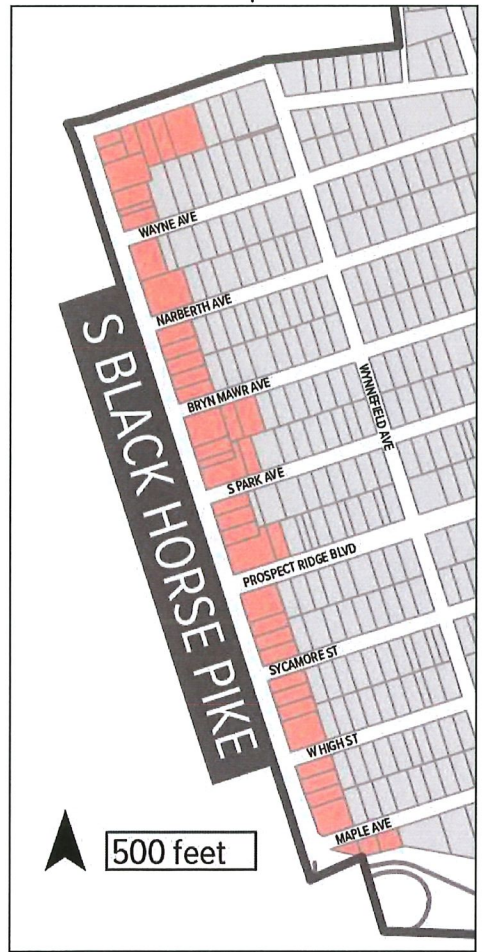 WAYNE AVE
NARBERTH AVE
BRYN MAWR AVE
WYNNEFIELD AVE
S PARK AVE
PROSPECT RIDGE BLVD
SYCAMORE ST
W HIGH ST
MAPLE AVE
S BLACK HORSE PIKE
500 feet